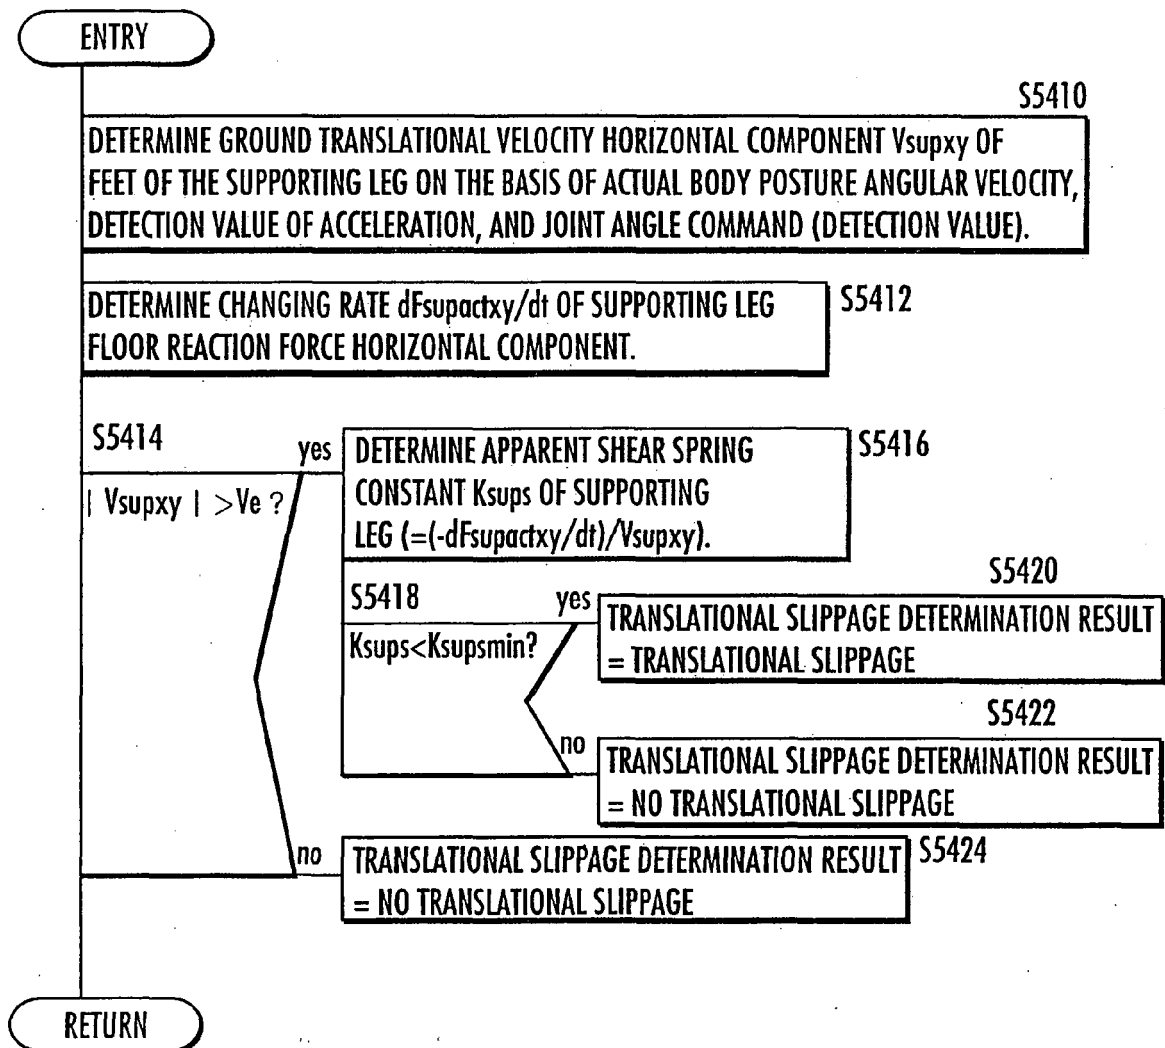 ENTRY
S5410
DETERMINE GROUND TRANSLATIONAL VELOCITY HORIZONTAL COMPONENT Vsupxy OF
FEET OF THE SUPPORTING LEG ON THE BASIS OF ACTUAL BODY POSTURE ANGULAR VELOCITY,
DETECTION VALUE OF ACCELERATION, AND JOINT ANGLE COMMAND (DETECTION VALUE).
DETERMINE CHANGING RATE dFsupactxy/dt OF SUPPORTING LEG
FLOOR REACTION FORCE HORIZONTAL COMPONENT.
S5412
S5414
| Vsupxy | >Ve ?
yes
DETERMINE APPARENT SHEAR SPRING
CONSTANT Ksups OF SUPPORTING
LEG (=(-dFsupactxy/dt)/Vsupxy).
S5416
S5418
Ksups<Ksupsmin?
yes
S5420
TRANSLATIONAL SLIPPAGE DETERMINATION RESULT
= TRANSLATIONAL SLIPPAGE
S5422
no
TRANSLATIONAL SLIPPAGE DETERMINATION RESULT
= NO TRANSLATIONAL SLIPPAGE
no
TRANSLATIONAL SLIPPAGE DETERMINATION RESULT
= NO TRANSLATIONAL SLIPPAGE
S5424
RETURN